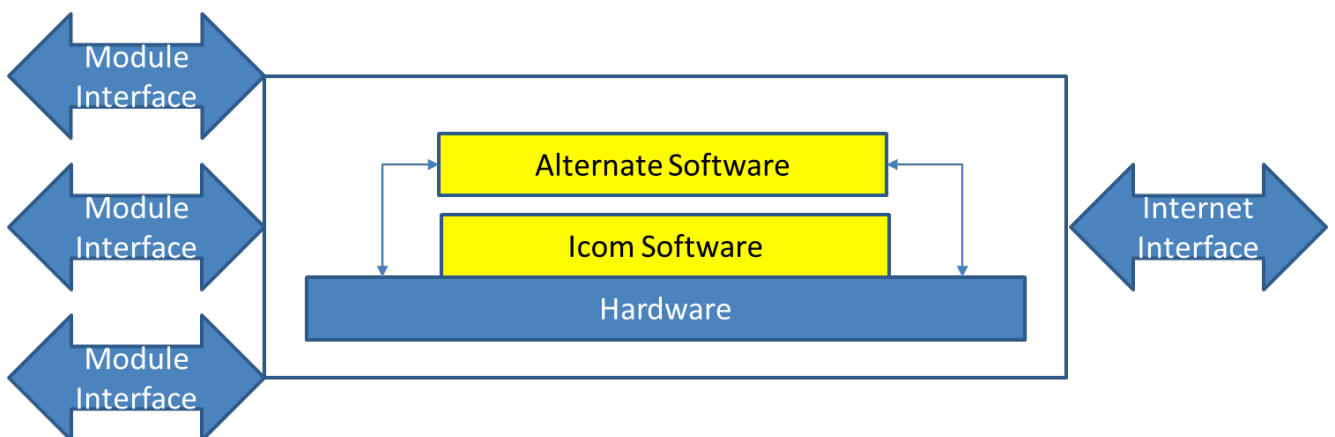 Module
Interface
Alternate Software
Module
Interface
Internet
Interface
Icom Software
Hardware
Module
Interface